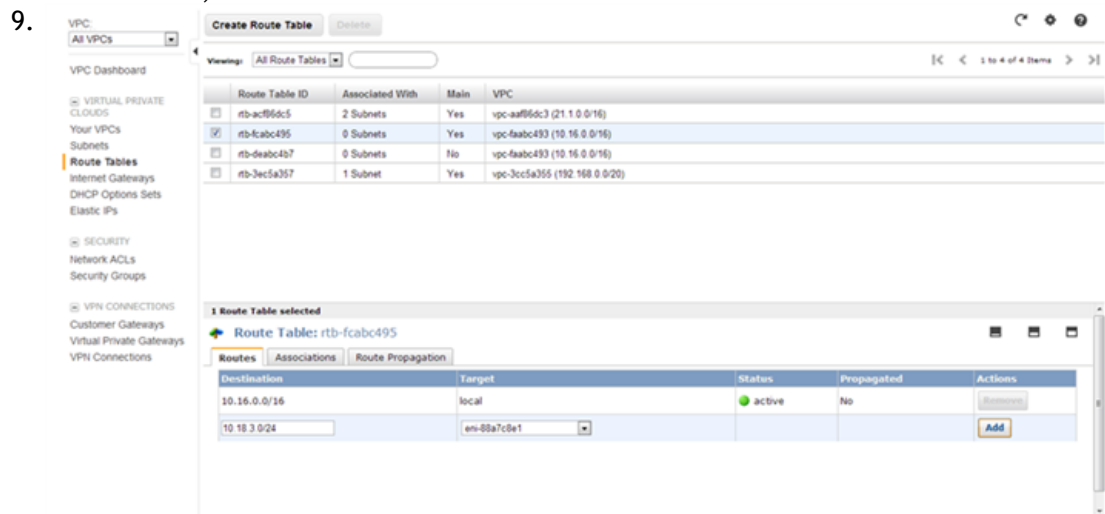 9.
VPC:
All VPCs
VPC Dashboard
VIRTUAL PRIVATE
CLOUDS
Your VPCs
Subnets
Route Tables
Internet Gateways
DHCP Options Sets
Elastic IPs
SECURITY
Network ACLs
Security Groups
VPN CONNECTIONS
Customer Gateways
Virtual Private Gateways
VPN Connections
Create Route Table Delete
Viewing: All Route Tables 1 to 4 of 4 Items
Route Table ID Associated With Main VPC
rtb-acf86dc5 2 Subnets Yes vpc-aaf86dc3 (21.1.0.0/16)
rtb-fcabc495 0 Subnets Yes vpc-faabc493 (10.16.0.0/16)
rtb-deabc4b7 0 Subnets No vpc-faabc493 (10.16.0.0/16)
rtb-3ec5a357 1 Subnet Yes vpc-3cc5a355 (192.168.0.0/20)
1 Route Table selected
Route Table: rtb-fcabc495
Routes Associations Route Propagation
Destination Target Status Propagated Actions
10.16.0.0/16 local active No Remove
10.18.3.0/24 eni-88a7c8e1 Add